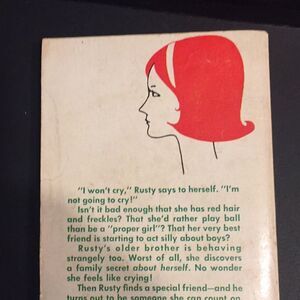 "I won't cry," Rusty says to herself. "I'm
not going to cry!"
Isn't it bad enough that she has red hair
and freckles? That she'd rather play ball
than be a "proper girl"? That her very best
friend is starting to act silly about boys?
Rusty's older brother is behaving
strangely too. Worst of all, she discovers
a family secret about herself. No wonder
she feels like crying!
Then Rusty finds a special friend—and he
turns out to be someone she can count on